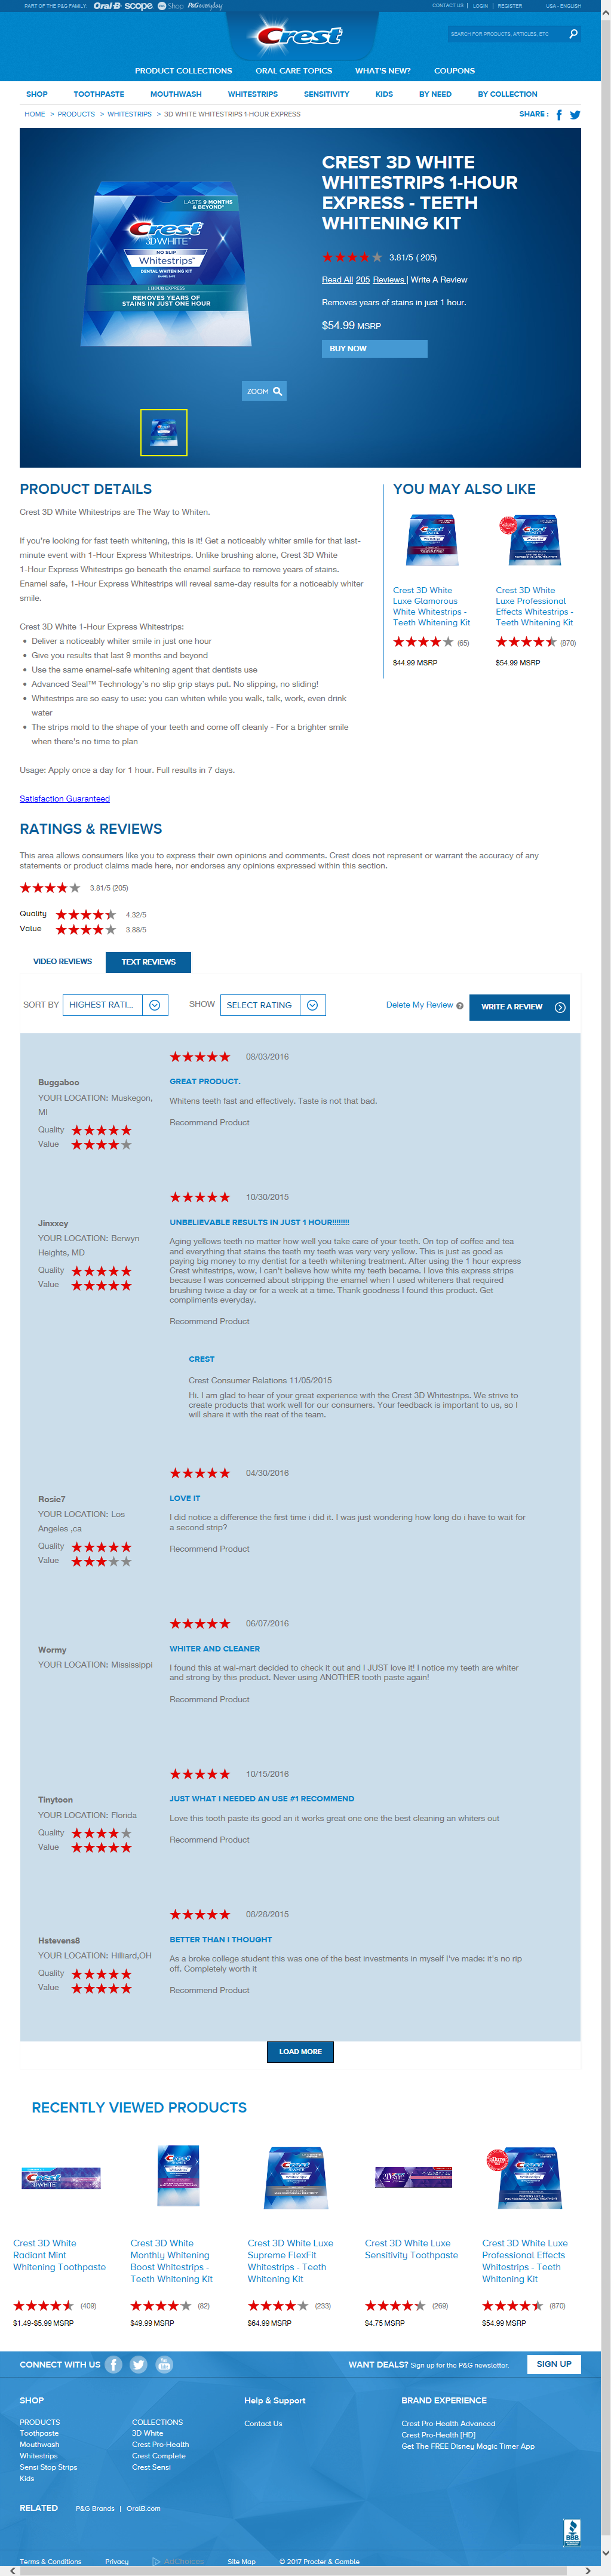 PART OF THE P&G FAMILY: Oral-B scope Shop P&G everyday CONTACT US | LOGIN | REGISTER USA - ENGLISH
Crest
SEARCH FOR PRODUCTS, ARTICLES, ETC
PRODUCT COLLECTIONS ORAL CARE TOPICS WHAT'S NEW? COUPONS
SHOP TOOTHPASTE MOUTHWASH WHITESTRIPS SENSITIVITY KIDS BY NEED BY COLLECTION
HOME > PRODUCTS > WHITESTRIPS > 3D WHITE WHITESTRIPS 1-HOUR EXPRESS SHARE :
LASTS 9 MONTHS
& BEYOND*
Crest
3DWHITE
NO SLIP
Whitestrips
DENTAL WHITENING KIT
1 HOUR EXPRESS
REMOVES YEARS OF
STAINS IN JUST ONE HOUR
ZOOM
CREST 3D WHITE
WHITESTRIPS 1-HOUR
EXPRESS - TEETH
WHITENING KIT
3.81/5 ( 205)
Read All 205 Reviews | Write A Review
Removes years of stains in just 1 hour.
$54.99 MSRP
BUY NOW
PRODUCT DETAILS
Crest 3D White Whitestrips are The Way to Whiten.
If you're looking for fast teeth whitening, this is it! Get a noticeably whiter smile for that last-
minute event with 1-Hour Express Whitestrips. Unlike brushing alone, Crest 3D White
1-Hour Express Whitestrips go beneath the enamel surface to remove years of stains.
Enamel safe, 1-Hour Express Whitestrips will reveal same-day results for a noticeably whiter
smile.
Crest 3D White 1-Hour Express Whitestrips:
Deliver a noticeably whiter smile in just one hour
Give you results that last 9 months and beyond
Use the same enamel-safe whitening agent that dentists use
Advanced Seal™ Technology's no slip grip stays put. No slipping, no sliding!
Whitestrips are so easy to use: you can whiten while you walk, talk, work, even drink
water
The strips mold to the shape of your teeth and come off cleanly - For a brighter smile
when there's no time to plan
Usage: Apply once a day for 1 hour. Full results in 7 days.
Satisfaction Guaranteed
YOU MAY ALSO LIKE
Crest 3D White
Luxe Glamorous
White Whitestrips -
Teeth Whitening Kit
(65)
$44.99 MSRP
Crest 3D White
Luxe Professional
Effects Whitestrips -
Teeth Whitening Kit
(870)
$54.99 MSRP
RATINGS & REVIEWS
This area allows consumers like you to express their own opinions and comments. Crest does not represent or warrant the accuracy of any
statements or product claims made here, nor endorses any opinions expressed within this section.
3.81/5 (205)
Quality 4.32/5
Value 3.88/5
VIDEO REVIEWS TEXT REVIEWS
SORT BY HIGHEST RATI... SHOW SELECT RATING Delete My Review WRITE A REVIEW
08/03/2016
Buggaboo
YOUR LOCATION: Muskegon,
MI
Quality
Value
GREAT PRODUCT.
Whitens teeth fast and effectively. Taste is not that bad.
Recommend Product
10/30/2015
Jinxxey
YOUR LOCATION: Berwyn
Heights, MD
Quality
Value
UNBELIEVABLE RESULTS IN JUST 1 HOUR!!!!!!!!!
Aging yellows teeth no matter how well you take care of your teeth. On top of coffee and tea
and everything that stains the teeth my teeth was very very yellow. This is just as good as
paying big money to my dentist for a teeth whitening treatment. After using the 1 hour express
Crest whitestrips, wow, I can't believe how white my teeth became. I love this express strips
because I was concerned about stripping the enamel when I used whiteners that required
brushing twice a day or for a week at a time. Thank goodness I found this product. Get
compliments everyday.
Recommend Product
CREST
Crest Consumer Relations 11/05/2015
Hi. I am glad to hear of your great experience with the Crest 3D Whitestrips. We strive to
create products that work well for our consumers. Your feedback is important to us, so I
will share it with the reat of the team.
04/30/2016
Rosie7
YOUR LOCATION: Los
Angeles ,ca
Quality
Value
LOVE IT
I did notice a difference the first time i did it. I was just wondering how long do i have to wait for
a second strip?
Recommend Product
06/07/2016
Wormy
YOUR LOCATION: Mississippi
WHITER AND CLEANER
I found this at wal-mart decided to check it out and I JUST love it! I notice my teeth are whiter
and strong by this product. Never using ANOTHER tooth paste again!
Recommend Product
10/15/2016
Tinytoon
YOUR LOCATION: Florida
Quality
Value
JUST WHAT I NEEDED AN USE #1 RECOMMEND
Love this tooth paste its good an it works great one one the best cleaning an whiters out
Recommend Product
08/28/2015
Hstevens8
YOUR LOCATION: Hilliard,OH
Quality
Value
BETTER THAN I THOUGHT
As a broke college student this was one of the best investments in myself I've made: it's no rip
off. Completely worth it
Recommend Product
LOAD MORE
RECENTLY VIEWED PRODUCTS
Crest 3D White
Radiant Mint
Whitening Toothpaste
(409)
$1.49-$5.99 MSRP
Crest 3D White
Monthly Whitening
Boost Whitestrips -
Teeth Whitening Kit
(82)
$49.99 MSRP
Crest 3D White Luxe
Supreme FlexFit
Whitestrips - Teeth
Whitening Kit
(233)
$64.99 MSRP
Crest 3D White Luxe
Sensitivity Toothpaste
(269)
$4.75 MSRP
Crest 3D White Luxe
Professional Effects
Whitestrips - Teeth
Whitening Kit
(870)
$54.99 MSRP
CONNECT WITH US WANT DEALS? Sign up for the P&G newsletter. SIGN UP
SHOP
PRODUCTS
Toothpaste
Mouthwash
Whitestrips
Sensi Stop Strips
Kids
COLLECTIONS
3D White
Crest Pro-Health
Crest Complete
Crest Sensi
Help & Support
Contact Us
BRAND EXPERIENCE
Crest Pro-Health Advanced
Crest Pro-Health [HD]
Get The FREE Disney Magic Timer App
RELATED P&G Brands | OralB.com
BBB
Terms & Conditions Privacy AdChoices Site Map © 2017 Procter & Gamble